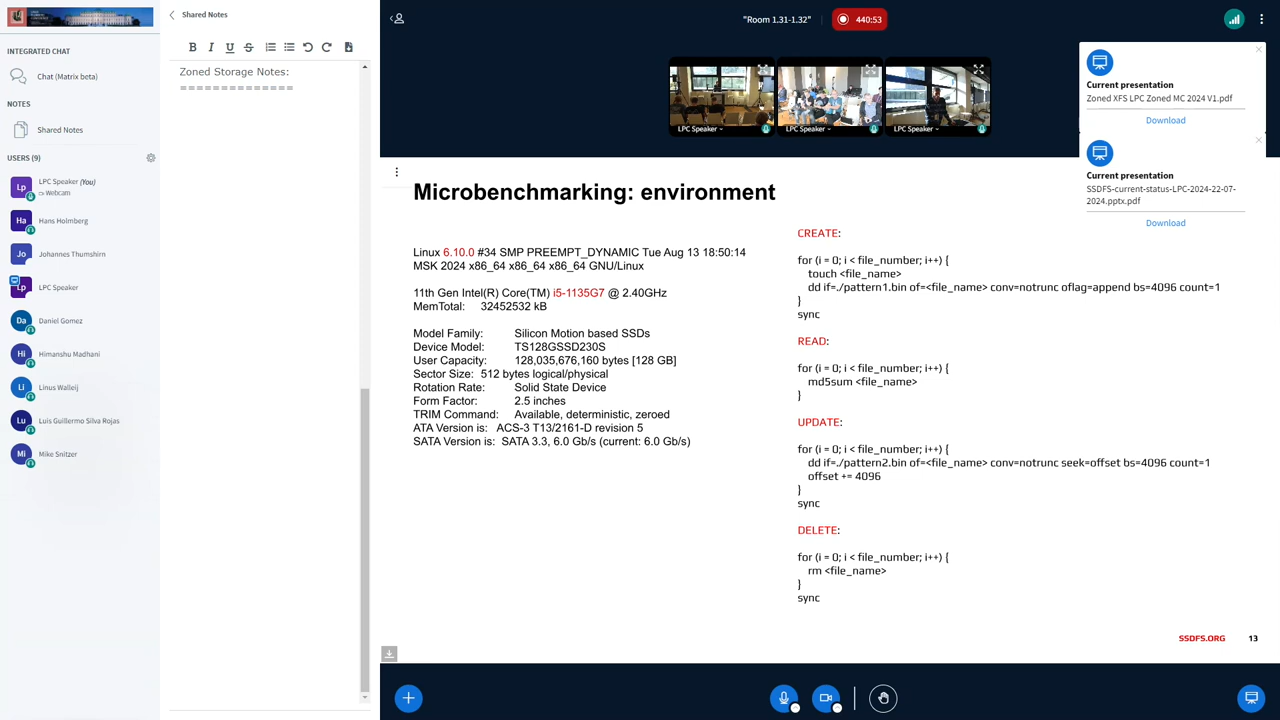 INTEGRATED CHAT
Chat (Matrix beta)
NOTES
Shared Notes
USERS (9)
Lp
LPC Speaker (You)
Webcam
Ha
Hans Holmberg
Jo
Johannes Thumshirn
Lp
LPC Speaker
Da
Daniel Gomez
Hi
Himanshu Madhani
Li
Linus Walleij
Lu
Luis Guillermo Silva Rojas
Mi
Mike Snitzer
Shared Notes
B I U S
Zoned Storage Notes:
==============
"Room 1.31-1.32"
440:53
LPC Speaker
LPC Speaker
LPC Speaker
Current presentation
Zoned XFS LPC Zoned MC 2024 V1.pdf
Download
Current presentation
SSDFS-current-status-LPC-2024-22-07-
2024.pptx.pdf
Download
Microbenchmarking: environment
Linux 6.10.0 #34 SMP PREEMPT_DYNAMIC Tue Aug 13 18:50:14
MSK 2024 x86_64 x86_64 x86_64 GNU/Linux
11th Gen Intel(R) Core(TM) i5-1135G7 @ 2.40GHz
MemTotal: 32452532 kB
Model Family: Silicon Motion based SSDs
Device Model: TS128GSSD230S
User Capacity: 128,035,676,160 bytes [128 GB]
Sector Size: 512 bytes logical/physical
Rotation Rate: Solid State Device
Form Factor: 2.5 inches
TRIM Command: Available, deterministic, zeroed
ATA Version is: ACS-3 T13/2161-D revision 5
SATA Version is: SATA 3.3, 6.0 Gb/s (current: 6.0 Gb/s)
CREATE:
for (i = 0; i < file_number; i++) {
touch <file_name>
dd if=./pattern1.bin of=<file_name> conv=notrunc oflag=append bs=4096 count=1
}
sync
READ:
for (i = 0; i < file_number; i++) {
md5sum <file_name>
}
UPDATE:
for (i = 0; i < file_number; i++) {
dd if=./pattern2.bin of=<file_name> conv=notrunc seek=offset bs=4096 count=1
offset += 4096
}
sync
DELETE:
for (i = 0; i < file_number; i++) {
rm <file_name>
}
sync
SSDFS.ORG 13